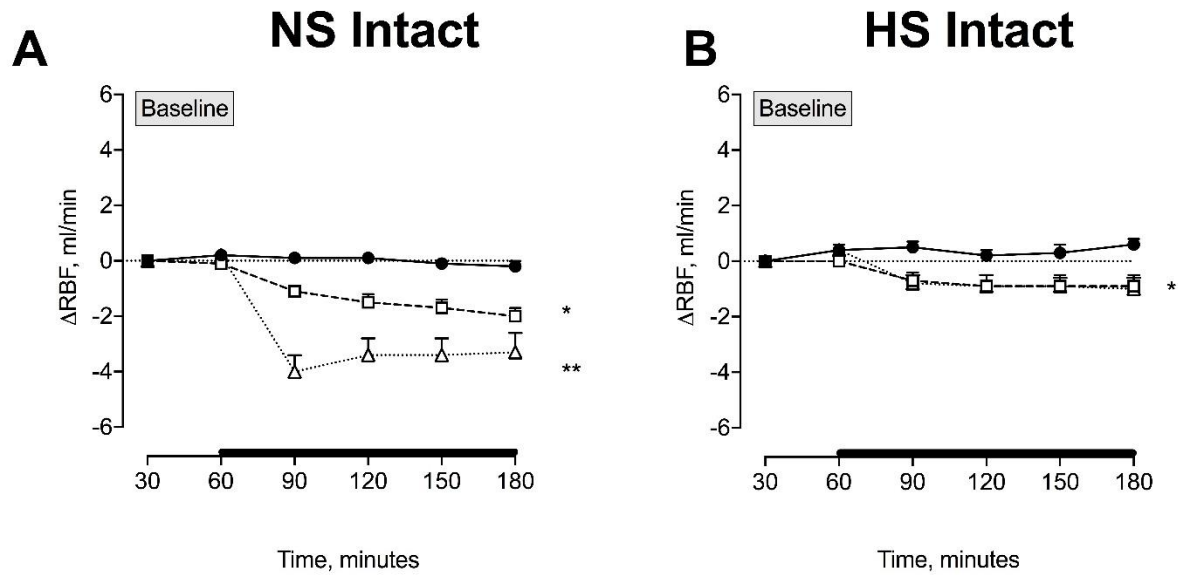 A
NS Intact
Baseline
6
4
2
0
-2
-4
-6
ΔRBF, ml/min
*
**
30 60 90 120 150 180
Time, minutes
B
HS Intact
Baseline
6
4
2
0
-2
-4
-6
ΔRBF, ml/min
*
30 60 90 120 150 180
Time, minutes